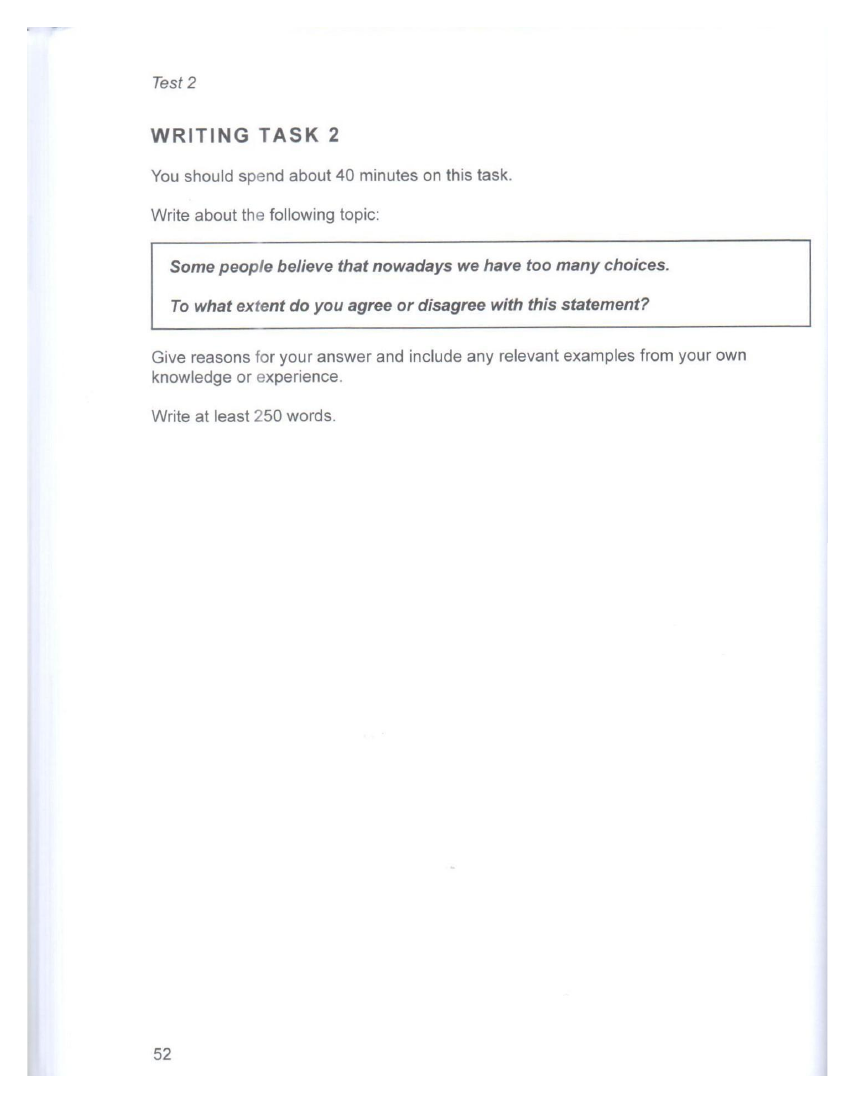 Test 2
WRITING TASK 2
You should spend about 40 minutes on this task.
Write about the following topic:
Some people believe that nowadays we have too many choices.
To what extent do you agree or disagree with this statement?
Give reasons for your answer and include any relevant examples from your own
knowledge or experience.
Write at least 250 words.
52